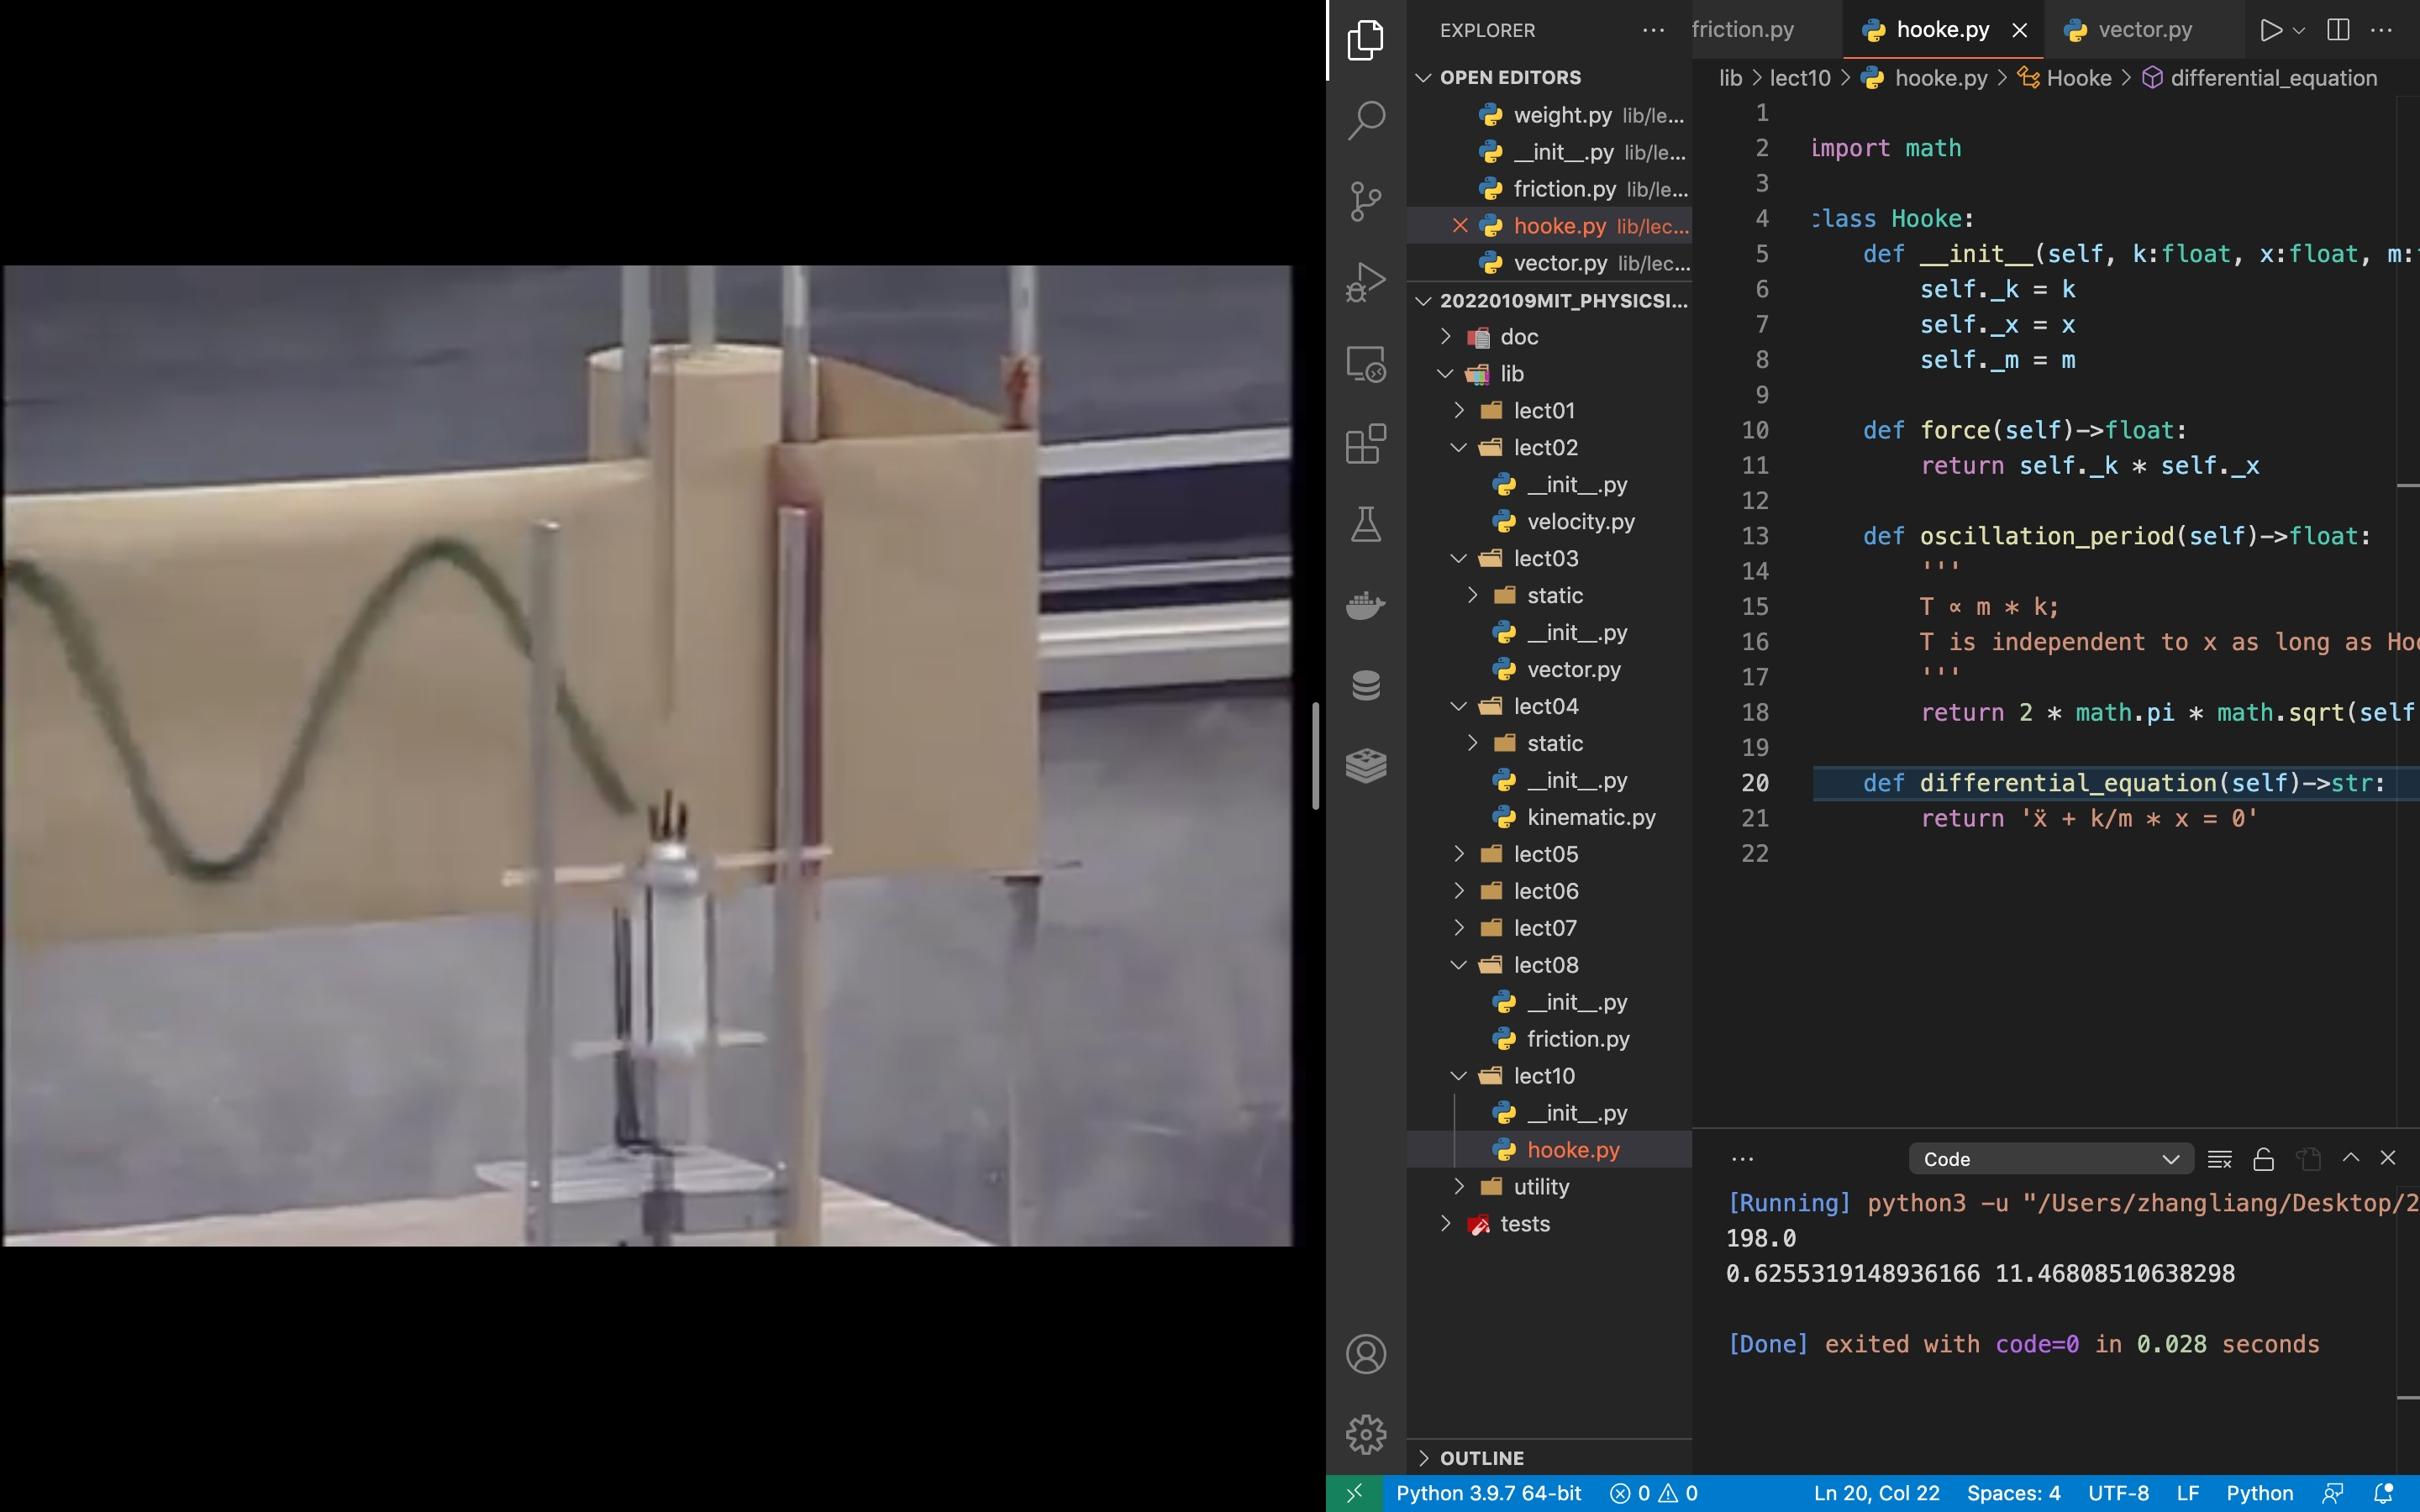 EXPLORER
OPEN EDITORS
weight.py lib/le...
__init__.py lib/le...
friction.py lib/le...
hooke.py lib/lec...
vector.py lib/lec...
20220109MIT_PHYSICSI...
doc
lib
lect01
lect02
__init__.py
velocity.py
lect03
static
__init__.py
vector.py
lect04
static
__init__.py
kinematic.py
lect05
lect06
lect07
lect08
__init__.py
friction.py
lect10
__init__.py
hooke.py
utility
tests
OUTLINE
friction.py hooke.py vector.py
lib > lect10 > hooke.py > Hooke > differential_equation
1
2 import math
3
4 class Hooke:
5 def __init__(self, k:float, x:float, m:
6 self._k = k
7 self._x = x
8 self._m = m
9
10 def force(self)->float:
11 return self._k * self._x
12
13 def oscillation_period(self)->float:
14 '''
15 T ∝ m * k;
16 T is independent to x as long as Hoo
17 '''
18 return 2 * math.pi * math.sqrt(self
19
20 def differential_equation(self)->str:
21 return 'ẍ + k/m * x = 0'
22
Code
[Running] python3 -u "/Users/zhangliang/Desktop/2
198.0
0.6255319148936166 11.46808510638298
[Done] exited with code=0 in 0.028 seconds
Python 3.9.7 64-bit 0 0 Ln 20, Col 22 Spaces: 4 UTF-8 LF Python